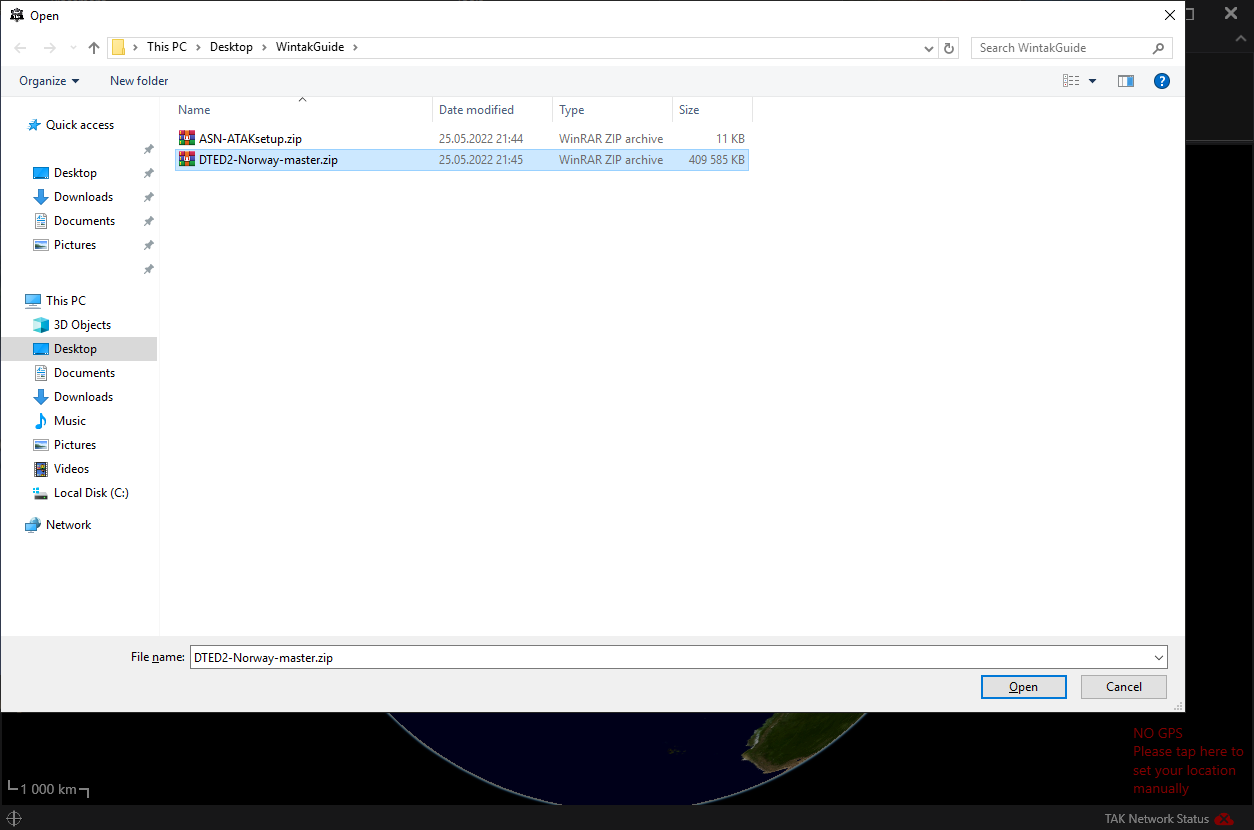 Open
This PC > Desktop > WintakGuide >
Search WintakGuide
Organize
New folder
Name Date modified Type Size
ASN-ATAKsetup.zip 25.05.2022 21:44 WinRAR ZIP archive 11 KB
DTED2-Norway-master.zip 25.05.2022 21:45 WinRAR ZIP archive 409 585 KB
Quick access
Desktop
Downloads
Documents
Pictures
This PC
3D Objects
Desktop
Documents
Downloads
Music
Pictures
Videos
Local Disk (C:)
Network
File name: DTED2-Norway-master.zip
Open
Cancel
NO GPS
Please tap here to
set your location
manually
1 000 km
TAK Network Status